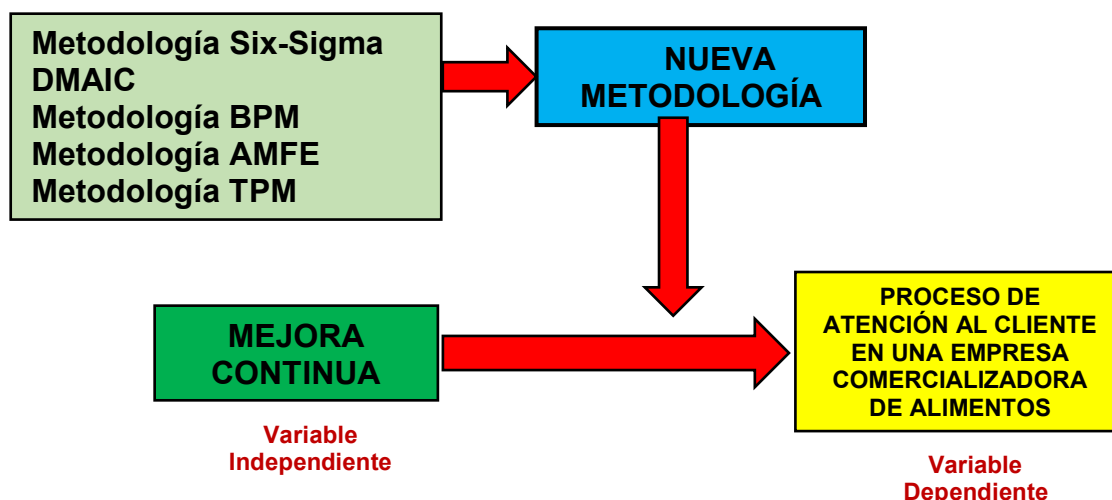 Metodología Six-Sigma
DMAIC
Metodología BPM
Metodología AMFE
Metodología TPM
NUEVA
METODOLOGÍA
MEJORA
CONTINUA
Variable
Independiente
PROCESO DE
ATENCIÓN AL CLIENTE
EN UNA EMPRESA
COMERCIALIZADORA
DE ALIMENTOS
Variable
Dependiente